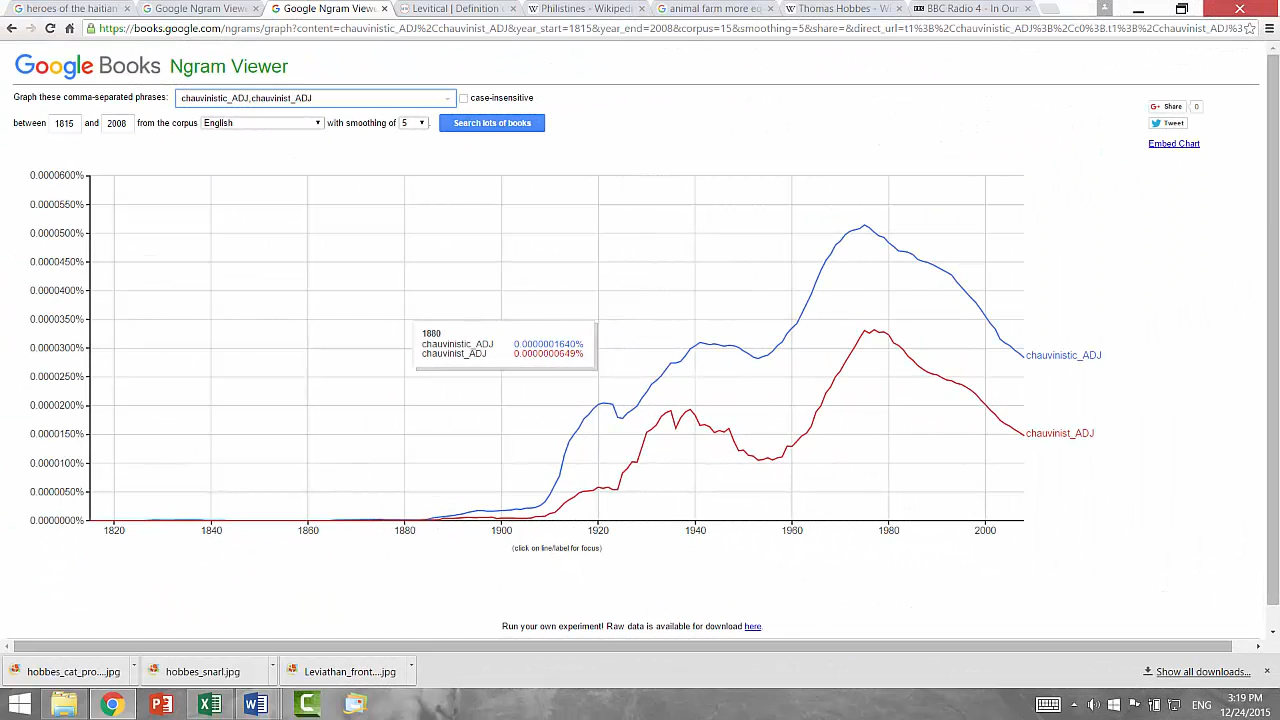 heroes of the haitian
Google Ngram View
Google Ngram View
Levitical | Definition
Philistines - Wikipedi
animal farm more eq
Thomas Hobbes - Wi
BBC Radio 4 - In Our
https://books.google.com/ngrams/graph?content=chauvinistic_ADJ%2Cchauvinist_ADJ&year_start=1815&year_end=2008&corpus=15&smoothing=5&share=&direct_url=t1%3B%2Cchauvinistic_ADJ%3B%2Cc0%3B.t1%3B%2Cchauvinist_ADJ%3
Google Books Ngram Viewer
Graph these comma-separated phrases: chauvinistic_ADJ,chauvinist_ADJ case-insensitive
between 1815 and 2008 from the corpus English with smoothing of 5 . Search lots of books
Share 0
Tweet
Embed Chart
0.0000600%
0.0000550%
0.0000500%
0.0000450%
0.0000400%
0.0000350%
0.0000300%
0.0000250%
0.0000200%
0.0000150%
0.0000100%
0.0000050%
0.0000000%
1880
chauvinistic_ADJ 0.0000001640%
chauvinist_ADJ 0.0000000649%
chauvinistic_ADJ
chauvinist_ADJ
1820 1840 1860 1880 1900 1920 1940 1960 1980 2000
(click on line/label for focus)
Run your own experiment! Raw data is available for download here.
hobbes_cat_pro....jpg
hobbes_snarl.jpg
Leviathan_front....jpg
Show all downloads...
ENG
3:19 PM
12/24/2015